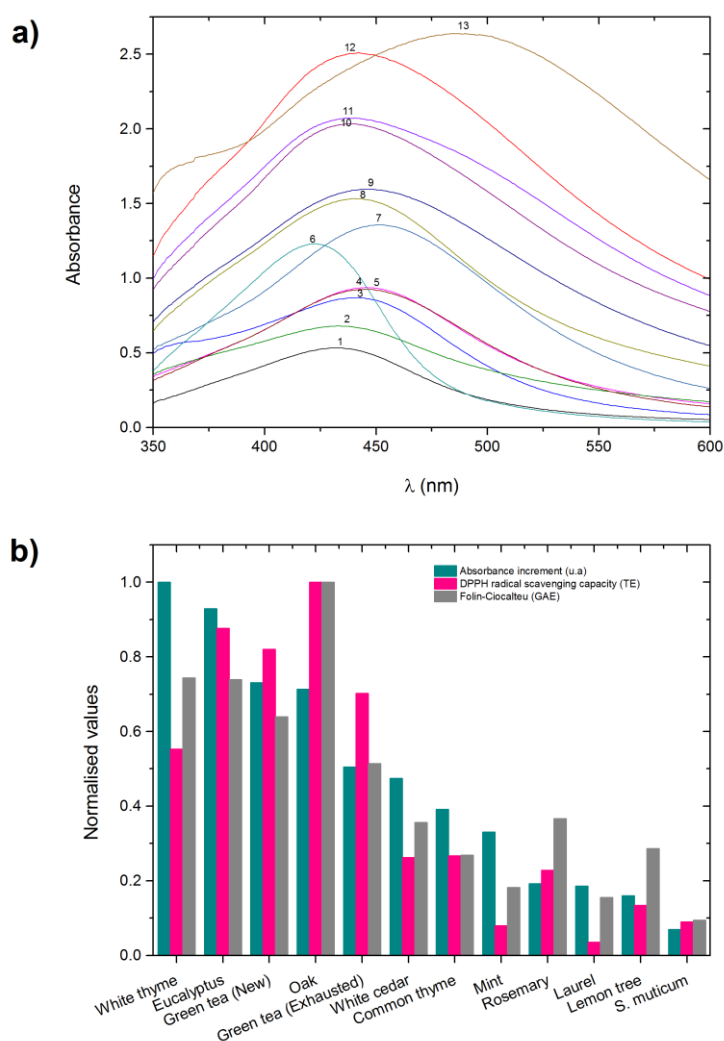 a)
13
12
11
10
9
8
7
6
5
4
3
2
1
2.5
2.0
1.5
1.0
0.5
0.0
Absorbance
350 400 450 500 550 600
λ (nm)
b)
Absorbance increment (u.a)
DPPH radical scavenging capacity (TE)
Folin-Ciocalteu (GAE)
1.0
0.8
0.6
0.4
0.2
0.0
Normalised values
White thyme
Eucalyptus
Green tea (New)
Oak
Green tea (Exhausted)
White cedar
Common thyme
Mint
Rosemary
Laurel
Lemon tree
S. muticum